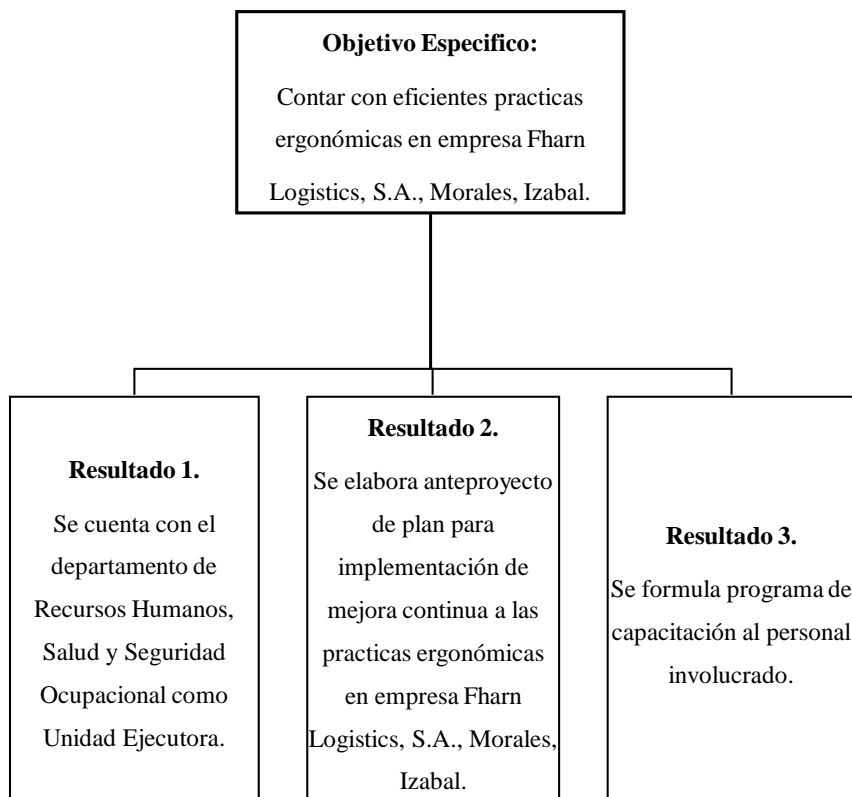 Objetivo Especifico:
Contar con eficientes practicas
ergonómicas en empresa Fharn
Logistics, S.A., Morales, Izabal.
Resultado 1.
Se cuenta con el
departamento de
Recursos Humanos,
Salud y Seguridad
Ocupacional como
Unidad Ejecutora.
Resultado 2.
Se elabora anteproyecto
de plan para
implementación de
mejora continua a las
practicas ergonómicas
en empresa Fharn
Logistics, S.A., Morales,
Izabal.
Resultado 3.
Se formula programa de
capacitación al personal
involucrado.